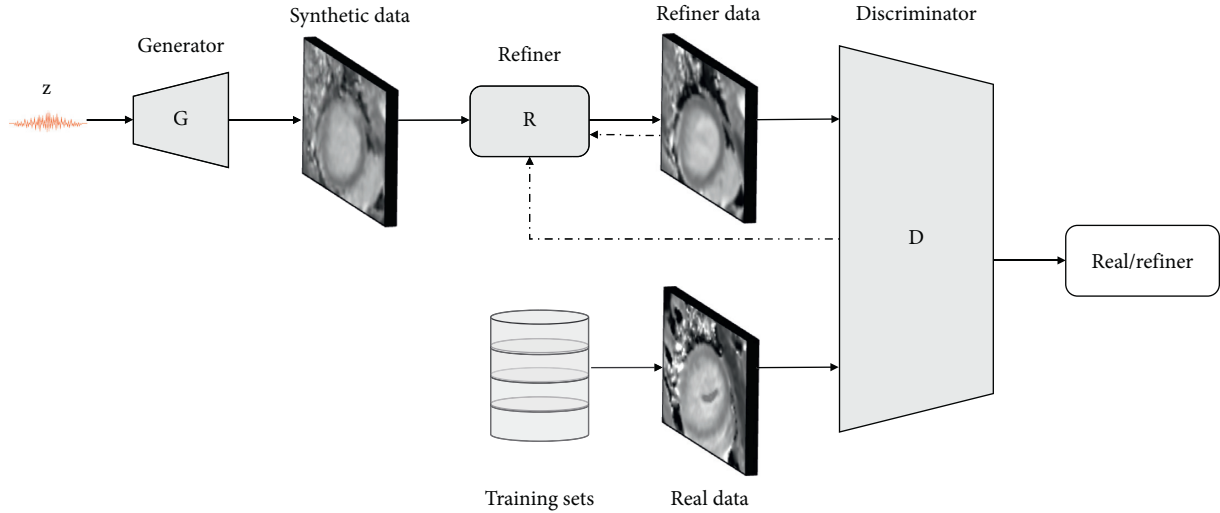 Synthetic data
Refiner data
Discriminator
Generator
Refiner
z
G
R
D
Real/refiner
Training sets
Real data